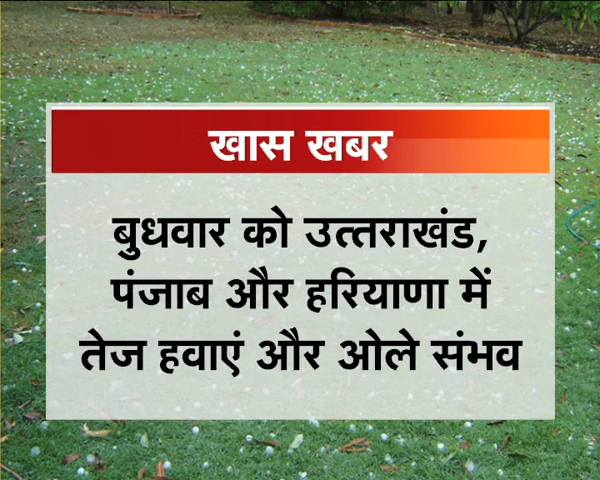 खास खबर
बुधवार को उत्तराखंड,
पंजाब और हरियाणा में
तेज हवाएं और ओले संभव